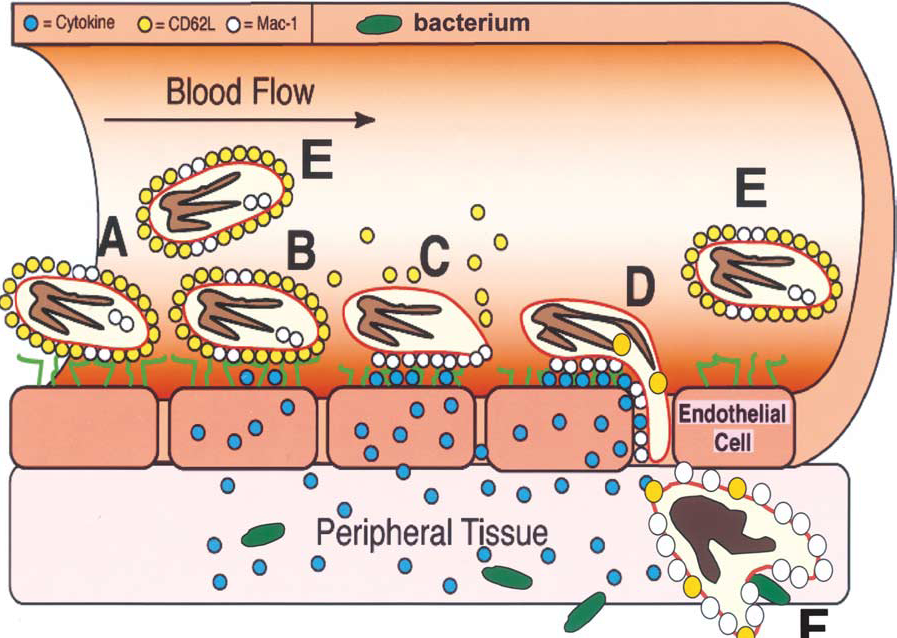 = Cytokine = CD62L = Mac-1 bacterium
Blood Flow
E
E
A
B
C
D
Endothelial
Cell
Peripheral Tissue